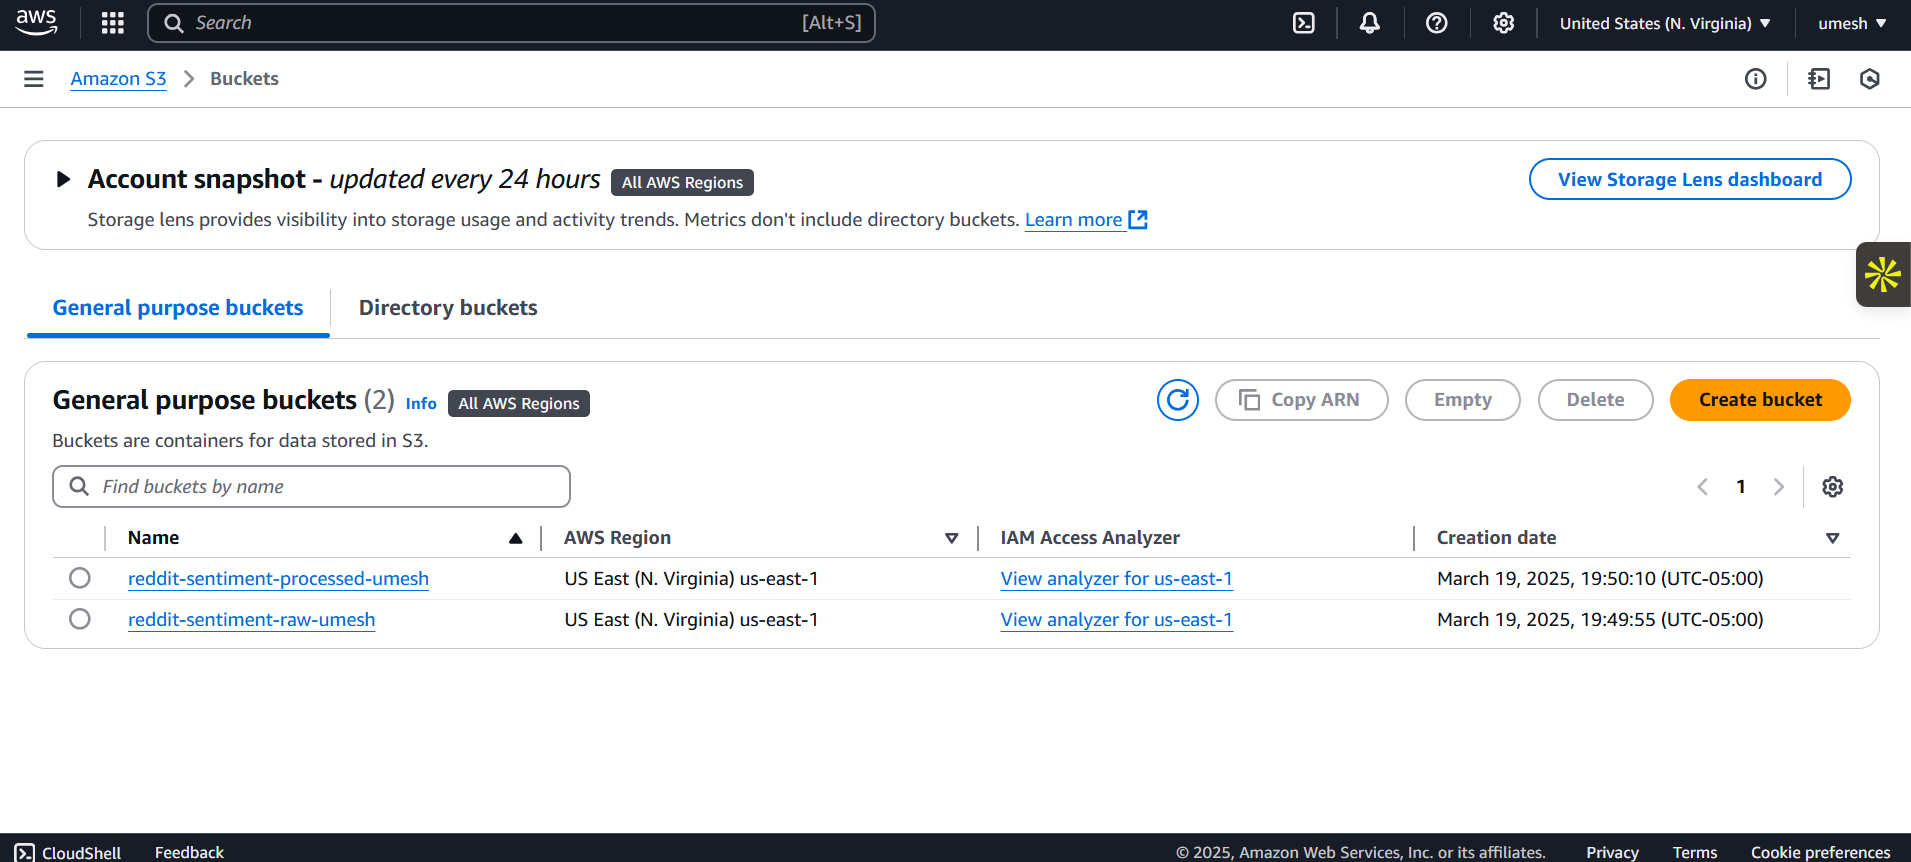 aws
Search [Alt+S]
United States (N. Virginia) umesh
Amazon S3 Buckets
Account snapshot - updated every 24 hours All AWS Regions
View Storage Lens dashboard
Storage lens provides visibility into storage usage and activity trends. Metrics don't include directory buckets. Learn more
General purpose buckets Directory buckets
General purpose buckets (2) Info All AWS Regions
Copy ARN Empty Delete Create bucket
Buckets are containers for data stored in S3.
Find buckets by name
1
Name AWS Region IAM Access Analyzer Creation date
reddit-sentiment-processed-umesh US East (N. Virginia) us-east-1 View analyzer for us-east-1 March 19, 2025, 19:50:10 (UTC-05:00)
reddit-sentiment-raw-umesh US East (N. Virginia) us-east-1 View analyzer for us-east-1 March 19, 2025, 19:49:55 (UTC-05:00)
CloudShell Feedback © 2025, Amazon Web Services, Inc. or its affiliates. Privacy Terms Cookie preferences